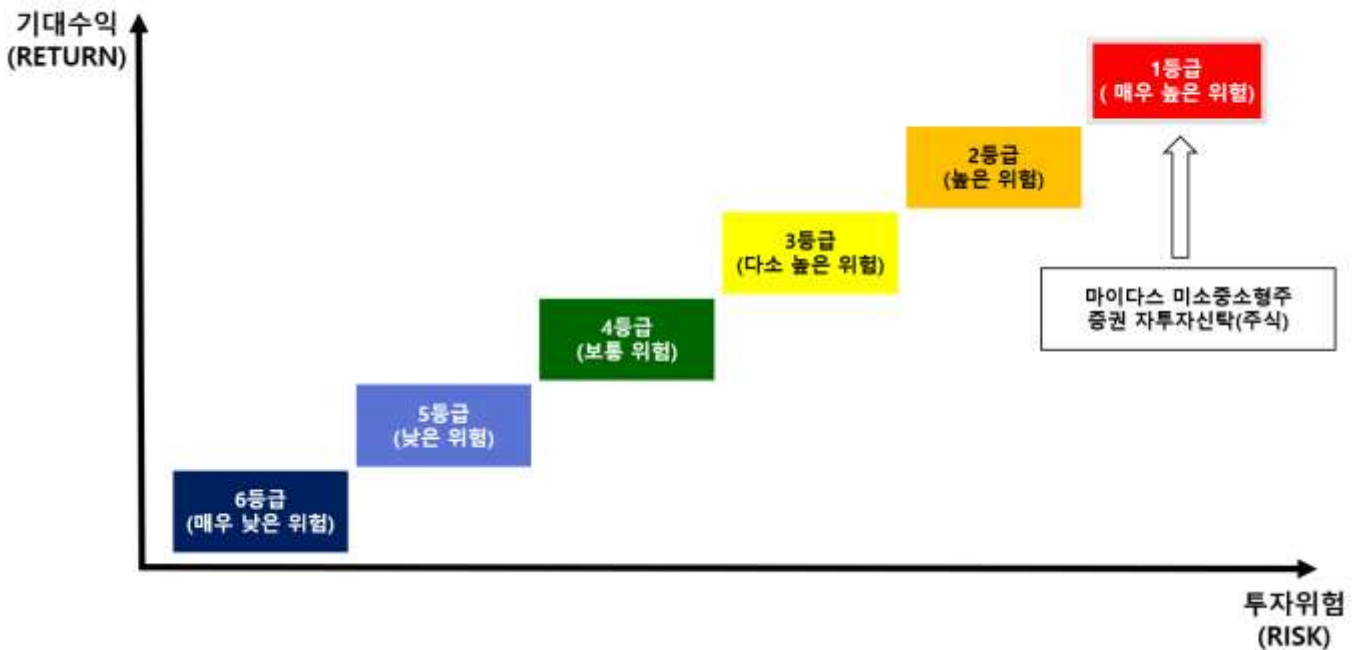 기대수익
(RETURN)
1등급
( 매우 높은 위험)
2등급
(높은 위험)
3등급
(다소 높은 위험)
마이다스 미소중소형주
증권 자투자신탁(주식)
4등급
(보통 위험)
5등급
(낮은 위험)
6등급
(매우 낮은 위험)
투자위험
(RISK)